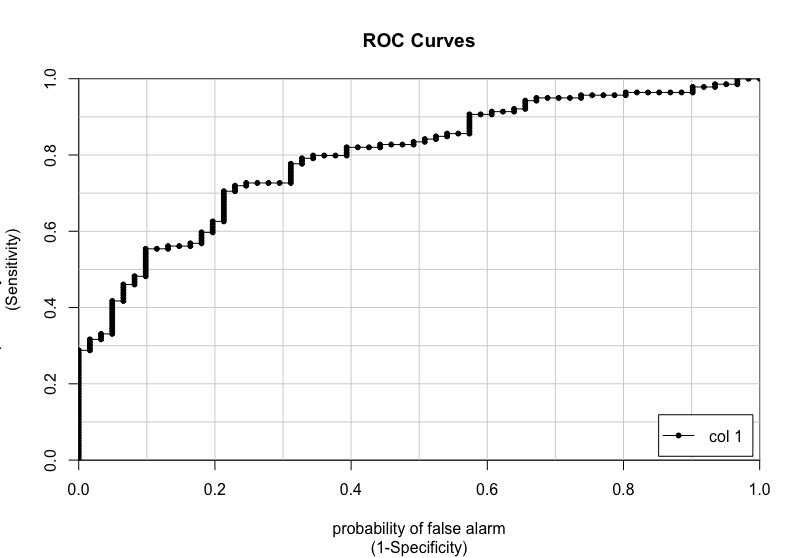 ROC Curves
1.0
0.8
0.6
0.4
0.2
0.0
(Sensitivity)
col 1
0.0 0.2 0.4 0.6 0.8 1.0
probability of false alarm
(1-Specificity)